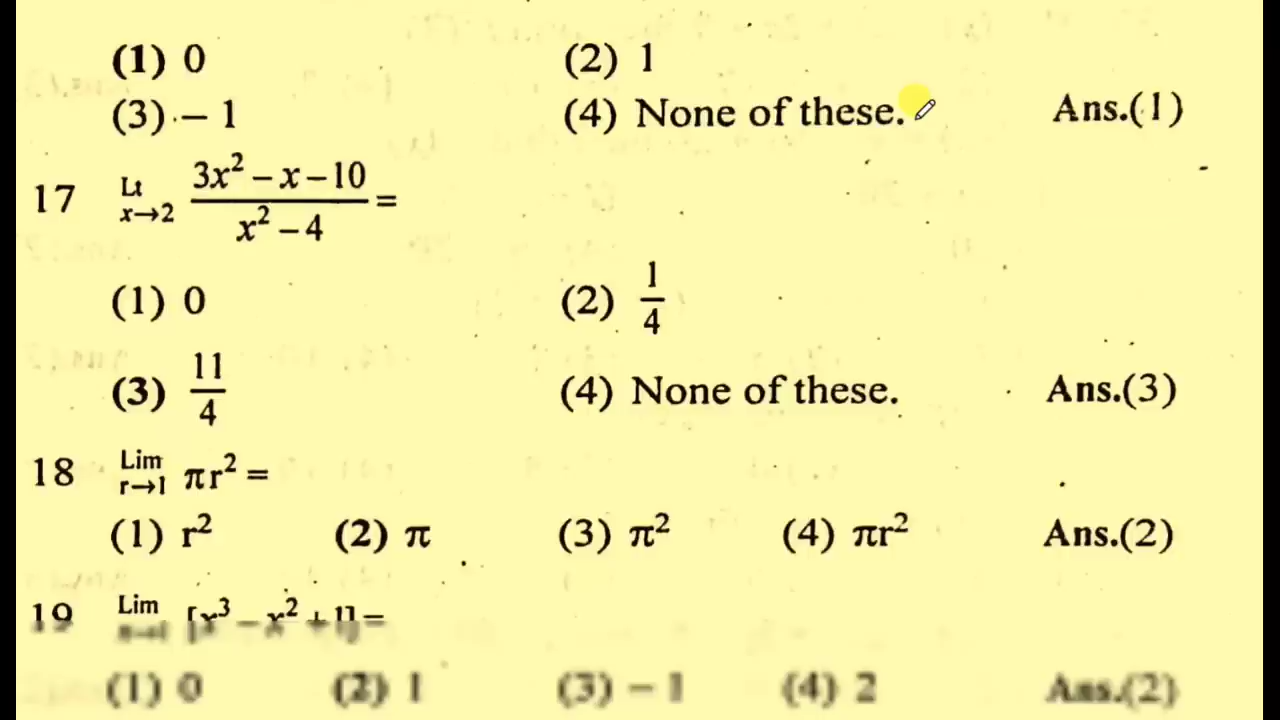 (1) 0 (2) 1
(3) – 1 (4) None of these. Ans.(1)
17 Lt x→2 3x² – x – 10 / x² – 4 =
(1) 0 (2) 1/4
(3) 11/4 (4) None of these. Ans.(3)
18 Lim r→1 πr² =
(1) r² (2) π (3) π² (4) πr² Ans.(2)
19 Lim [x³ – x² + 1] =
(1) 0 (2) 1 (3) – 1 (4) 2 Ans.(2)